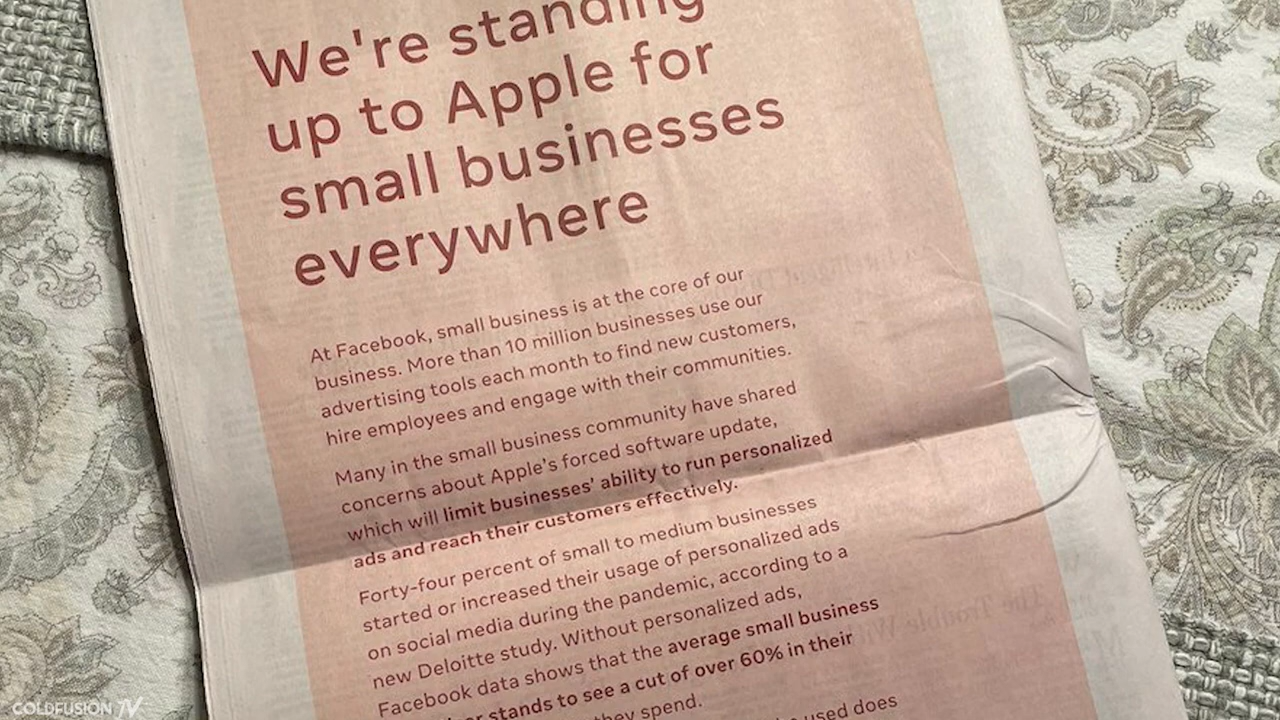 We're standing
up to Apple for
small businesses
everywhere
At Facebook, small business is at the core of our
business. More than 10 million businesses use our
advertising tools each month to find new customers,
hire employees and engage with their communities.
Many in the small business community have shared
concerns about Apple's forced software update,
which will limit businesses' ability to run personalized
ads and reach their customers effectively.
Forty-four percent of small to medium businesses
started or increased their usage of personalized ads
on social media during the pandemic, according to a
new Deloitte study. Without personalized ads,
Facebook data shows that the average small business
stands to see a cut of over 60% in their
they spend.
used does
COLDFUSION TV